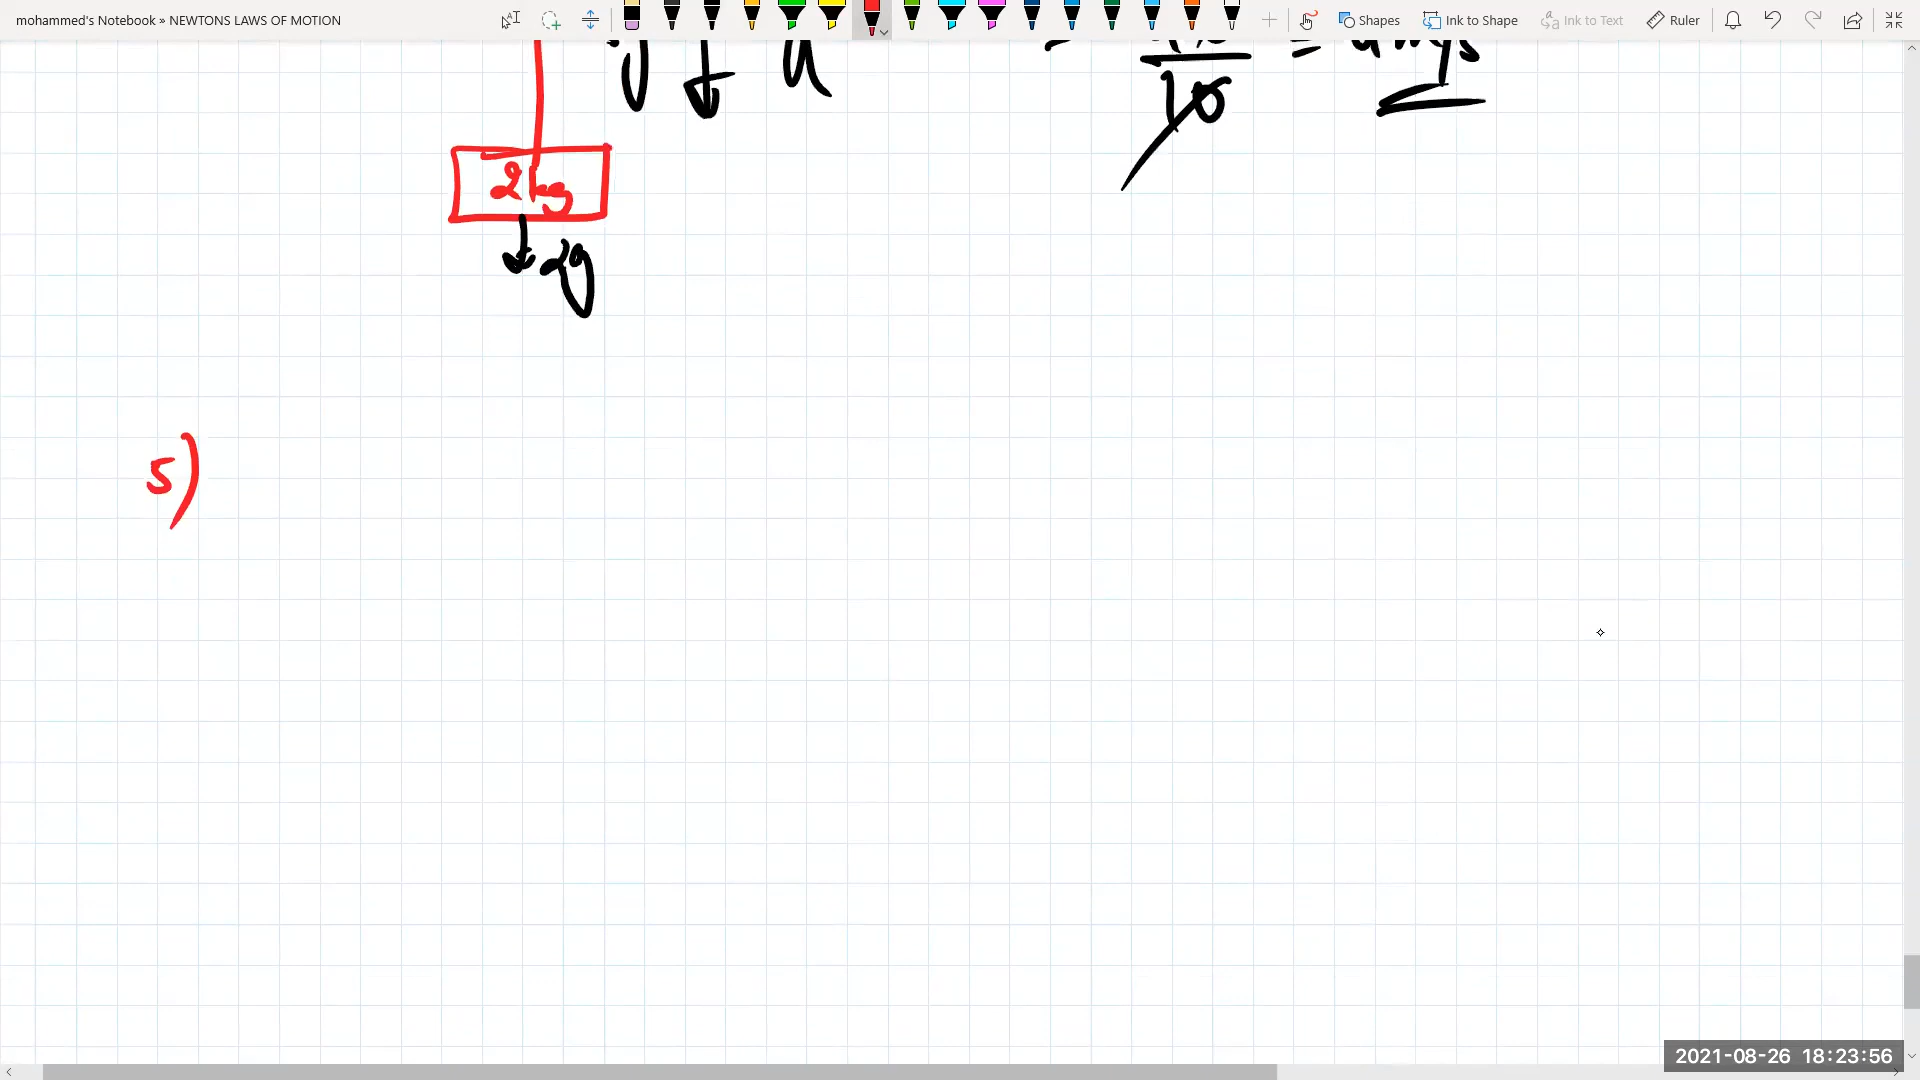 mohammed's Notebook » NEWTONS LAWS OF MOTION
Shapes
Ink to Shape
Ink to Text
Ruler
g a
10
2kg
2g
5)
2021-08-26 18:23:56